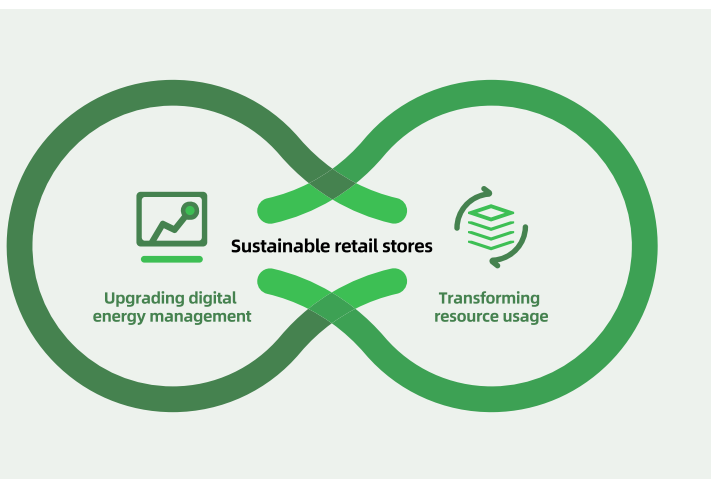 Sustainable retail stores
Upgrading digital
energy management
Transforming
resource usage